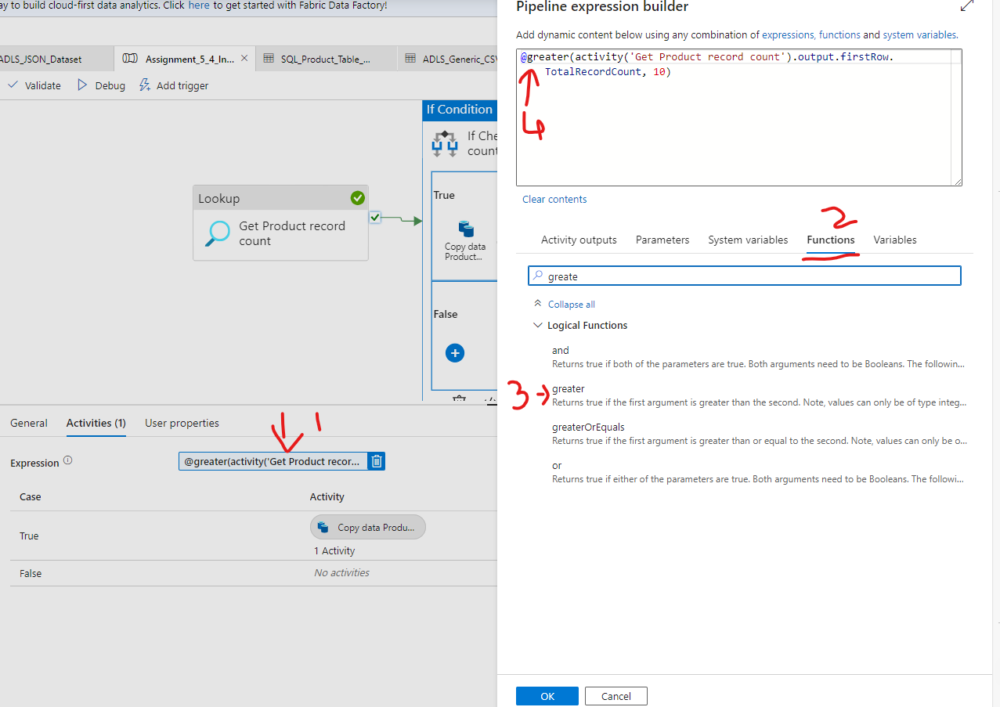 ay to build cloud-first data analytics. Click here to get started with Fabric Data Factory!
ADLS_JSON_Dataset
Assignment_5_4_In...
SQL_Product_Table_...
ADLS_Generic_CSV
Validate
Debug
Add trigger
If Condition
If Che
count
Lookup
Get Product record
count
True
Copy data
Product...
False
General
Activities (1)
User properties
1
Expression
@greater(activity('Get Product recor...
Case
Activity
True
Copy data Produ...
1 Activity
False
No activities
Pipeline expression builder
Add dynamic content below using any combination of expressions, functions and system variables.
@greater(activity('Get Product record count').output.firstRow.
TotalRecordCount, 10)
4
Clear contents
2
Activity outputs
Parameters
System variables
Functions
Variables
greate
Collapse all
Logical Functions
and
Returns true if both of the parameters are true. Both arguments need to be Booleans. The followin...
3
greater
Returns true if the first argument is greater than the second. Note, values can only be of type integ...
greaterOrEquals
Returns true if the first argument is greater than or equal to the second. Note, values can only be o...
or
Returns true if either of the parameters are true. Both arguments need to be Booleans. The followi...
OK
Cancel